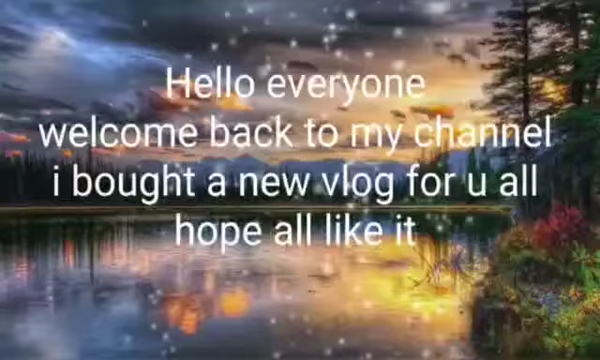 Hello everyone
welcome back to my channel
i bought a new vlog for u all
hope all like it